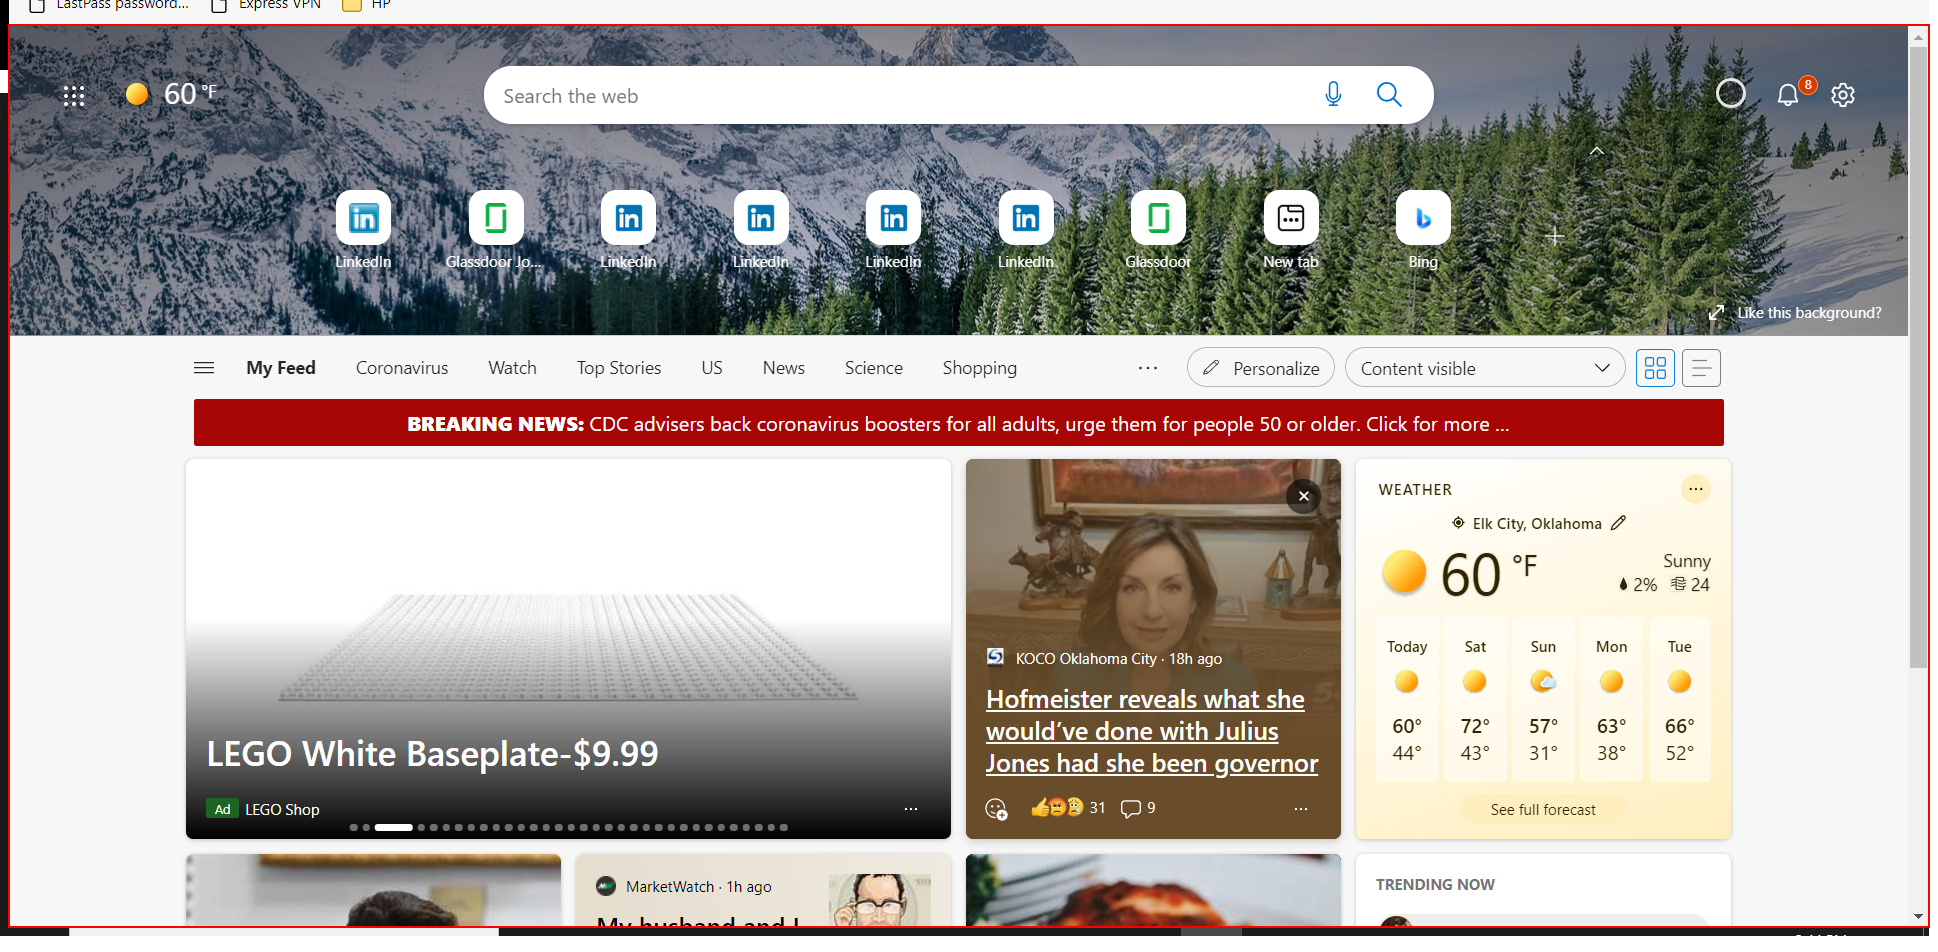 LastPass password...
Express VPN
HP
60 °F
Search the web
8
LinkedIn
Glassdoor Jo...
LinkedIn
LinkedIn
LinkedIn
LinkedIn
Glassdoor
New tab
Bing
Like this background?
My Feed
Coronavirus
Watch
Top Stories
US
News
Science
Shopping
...
Personalize
Content visible
BREAKING NEWS: CDC advisers back coronavirus boosters for all adults, urge them for people 50 or older. Click for more ...
LEGO White Baseplate-$9.99
Ad LEGO Shop
KOCO Oklahoma City · 18h ago
Hofmeister reveals what she
would’ve done with Julius
Jones had she been governor
31
9
WEATHER
Elk City, Oklahoma
60 °F
Sunny
2% 24
Today Sat Sun Mon Tue
60° 72° 57° 63° 66°
44° 43° 31° 38° 52°
See full forecast
MarketWatch · 1h ago
My husband and I
TRENDING NOW